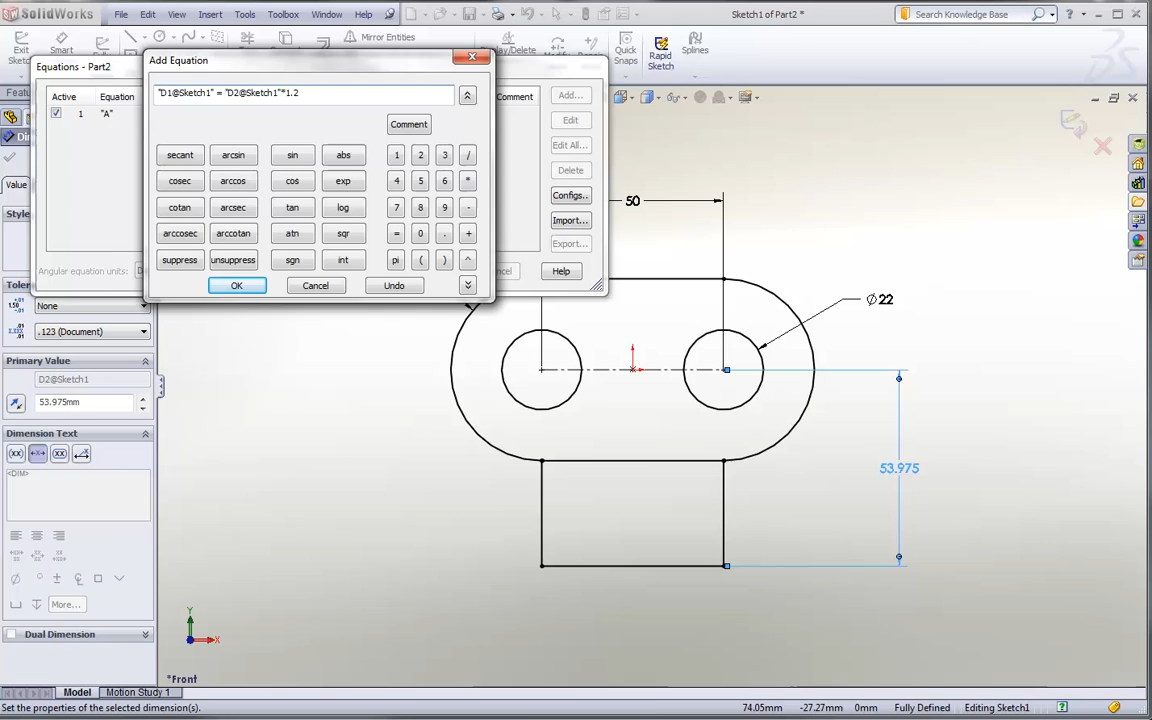 SolidWorks File Edit View Insert Tools Toolbox Window Help Sketch1 of Part2 * Search Knowledge Base
Exit Smart Mirror Entities Display/Delete Quick Rapid Splines
Snaps Sketch
Equations - Part2
Active Equation Comment
1 "A"
Add...
Edit
Edit All...
Delete
Configs..
Import...
Export...
Help
Angular equation units:
Add Equation
"D1@Sketch1" = "D2@Sketch1"*1.2
Comment
secant arcsin sin abs 1 2 3 /
cosec arccos cos exp 4 5 6 *
cotan arcsec tan log 7 8 9 -
arccosec arccotan atn sqr = 0 . +
suppress unsuppress sgn int pi ( ) ^
OK Cancel Undo
Value
Style
None
.123 (Document)
Primary Value
D2@Sketch1
53.975mm
Dimension Text
(xx) (xx)
<DIM>
More...
Dual Dimension
50
Ø22
53.975
Y
X
*Front
Model Motion Study 1
Set the properties of the selected dimension(s). 74.05mm -27.27mm 0mm Fully Defined Editing Sketch1